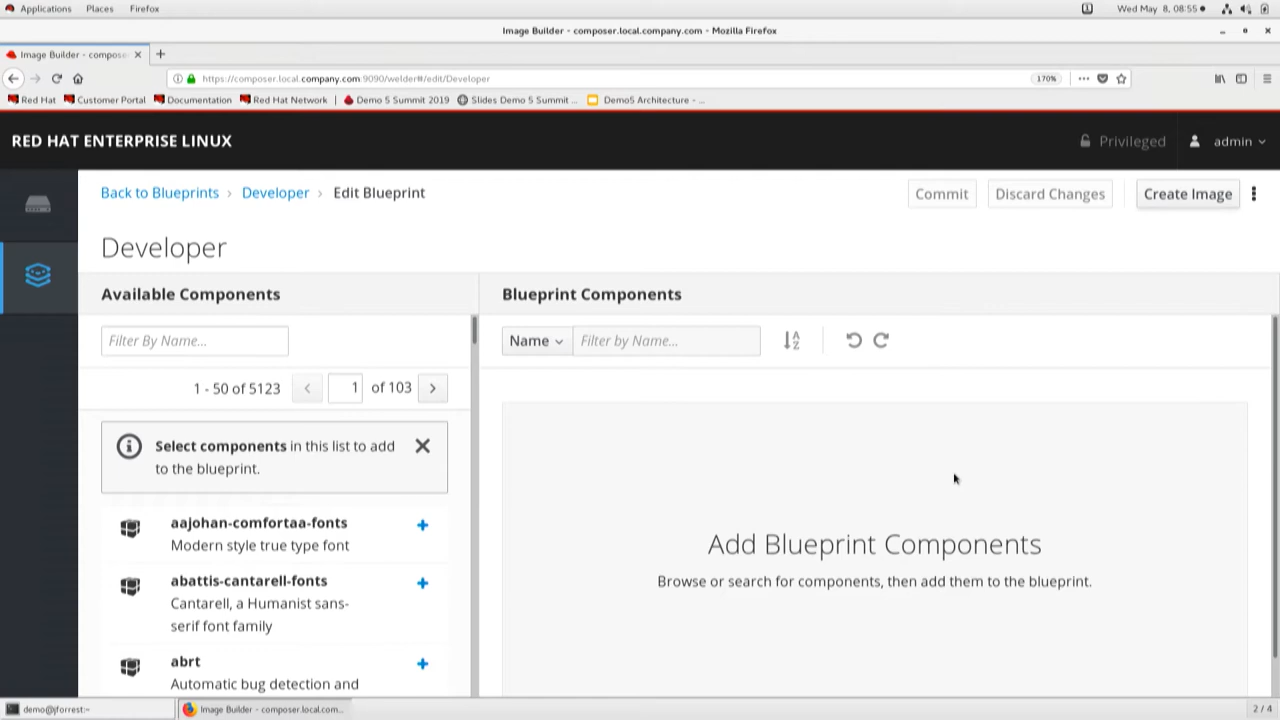 Applications Places Firefox
1 Wed May 8, 08:55
Image Builder - composer.local.company.com - Mozilla Firefox
Image Builder - compose
https://composer.local.company.com:9090/welder#/edit/Developer 170%
Red Hat Customer Portal Documentation Red Hat Network | Demo 5 Summit 2019 Slides Demo 5 Summit ... Demo5 Architecture - ...
RED HAT ENTERPRISE LINUX Privileged admin
Back to Blueprints › Developer › Edit Blueprint Commit Discard Changes Create Image
Developer
Available Components
Filter By Name...
1 - 50 of 5123 1 of 103
Select components in this list to add
to the blueprint.
aajohan-comfortaa-fonts
Modern style true type font
abattis-cantarell-fonts
Cantarell, a Humanist sans-
serif font family
abrt
Automatic bug detection and
Blueprint Components
Name Filter by Name...
Add Blueprint Components
Browse or search for components, then add them to the blueprint.
demo@jforrest:~ Image Builder - composer.local.com... 2 / 4